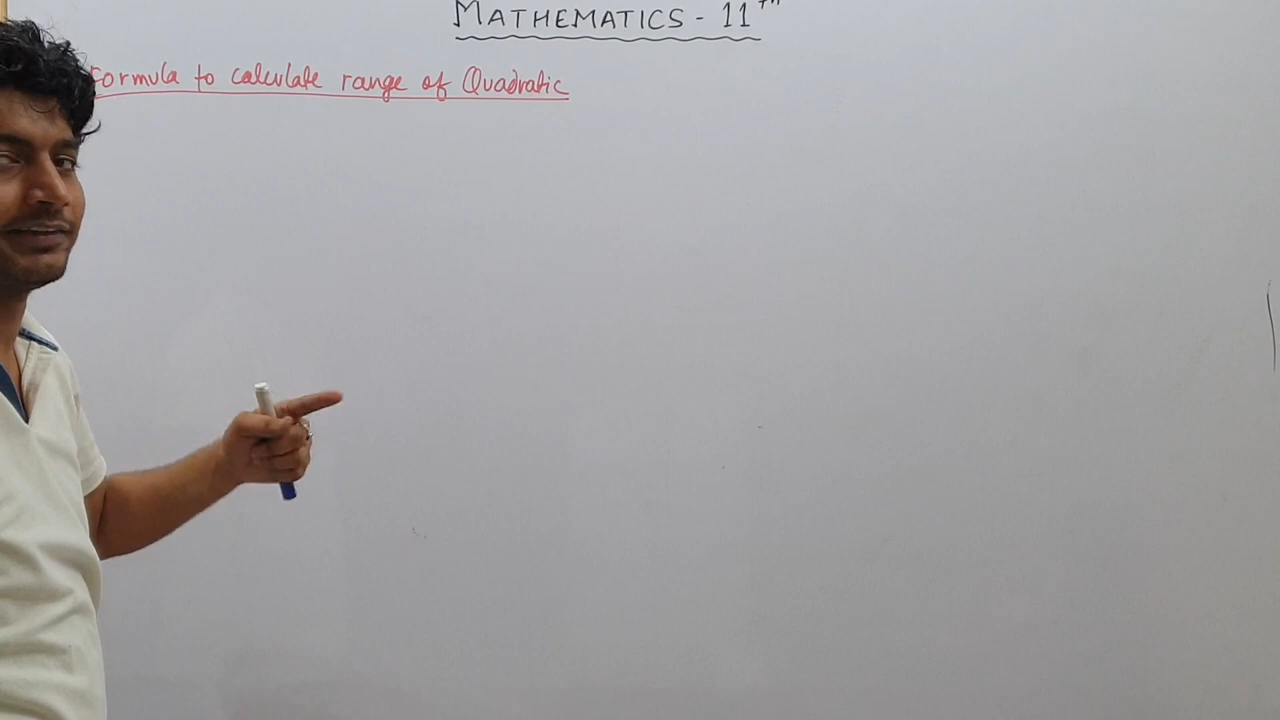 MATHEMATICS - 11th
Formula to calculate range of Quadratic